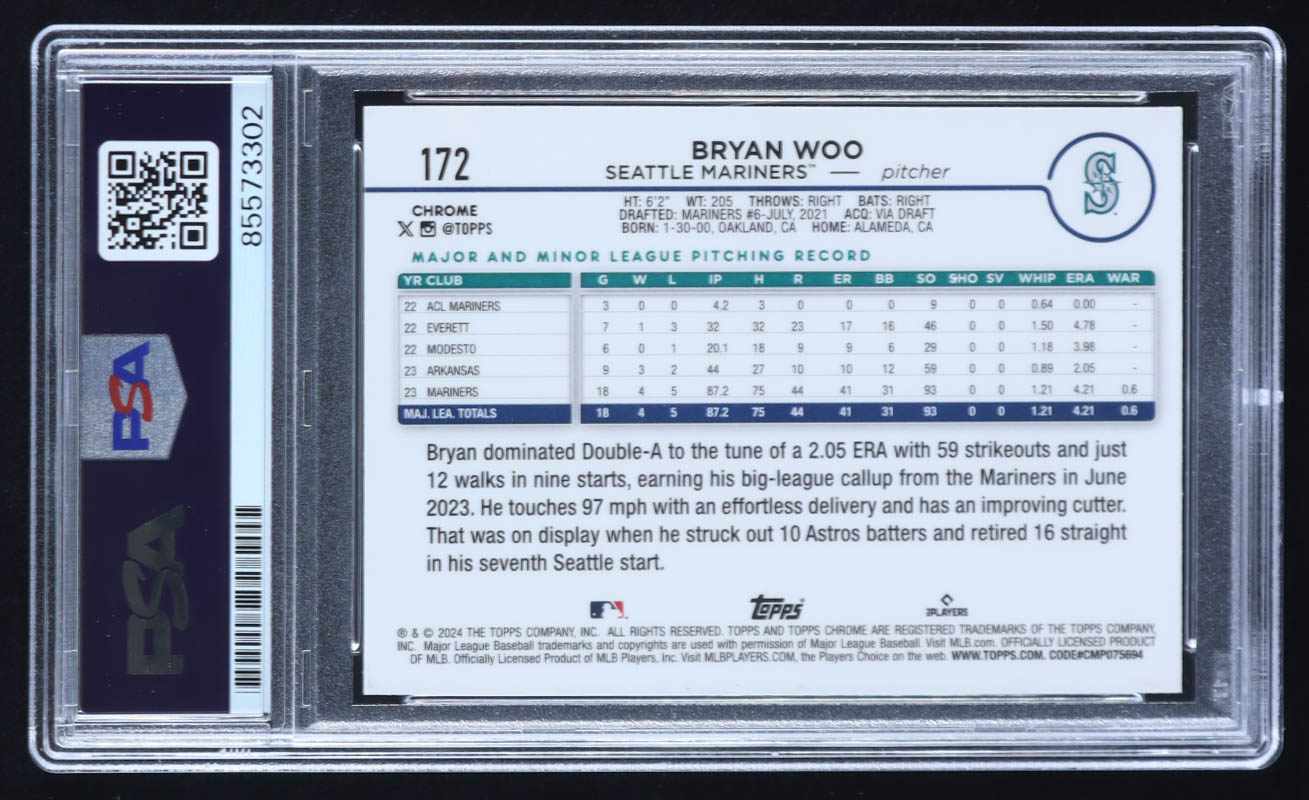 85573302
PSA
PSA
172
BRYAN WOO
SEATTLE MARINERS™ — pitcher
S
CHROME
@TOPPS
HT: 6'2" WT: 205 THROWS: RIGHT BATS: RIGHT
DRAFTED: MARINERS #6-JULY, 2021 ACQ: VIA DRAFT
BORN: 1-30-00, OAKLAND, CA HOME: ALAMEDA, CA
MAJOR AND MINOR LEAGUE PITCHING RECORD
YR CLUB G W L IP H R ER BB SO SHO SV WHIP ERA WAR
22 ACL MARINERS 3 0 0 4.2 3 0 0 0 9 0 0 0.64 0.00 -
22 EVERETT 7 1 3 32 32 23 17 16 46 0 0 1.50 4.78 -
22 MODESTO 6 0 1 20.1 18 9 9 6 29 0 0 1.18 3.98 -
23 ARKANSAS 9 3 2 44 27 10 10 12 59 0 0 0.89 2.05 -
23 MARINERS 18 4 5 87.2 75 44 41 31 93 0 0 1.21 4.21 0.6
MAJ. LEA. TOTALS 18 4 5 87.2 75 44 41 31 93 0 0 1.21 4.21 0.6
Bryan dominated Double-A to the tune of a 2.05 ERA with 59 strikeouts and just
12 walks in nine starts, earning his big-league callup from the Mariners in June
2023. He touches 97 mph with an effortless delivery and has an improving cutter.
That was on display when he struck out 10 Astros batters and retired 16 straight
in his seventh Seattle start.
Topps
PLAYERS
® & © 2024 THE TOPPS COMPANY, INC. ALL RIGHTS RESERVED. TOPPS AND TOPPS CHROME ARE REGISTERED TRADEMARKS OF THE TOPPS COMPANY,
INC. Major League Baseball trademarks and copyrights are used with permission of Major League Baseball. Visit MLB.com. OFFICIALLY LICENSED PRODUCT
OF MLB. Officially Licensed Product of MLB Players, Inc. Visit MLBPLAYERS.COM, the Players Choice on the web. WWW.TOPPS.COM. CODE#CMP075694